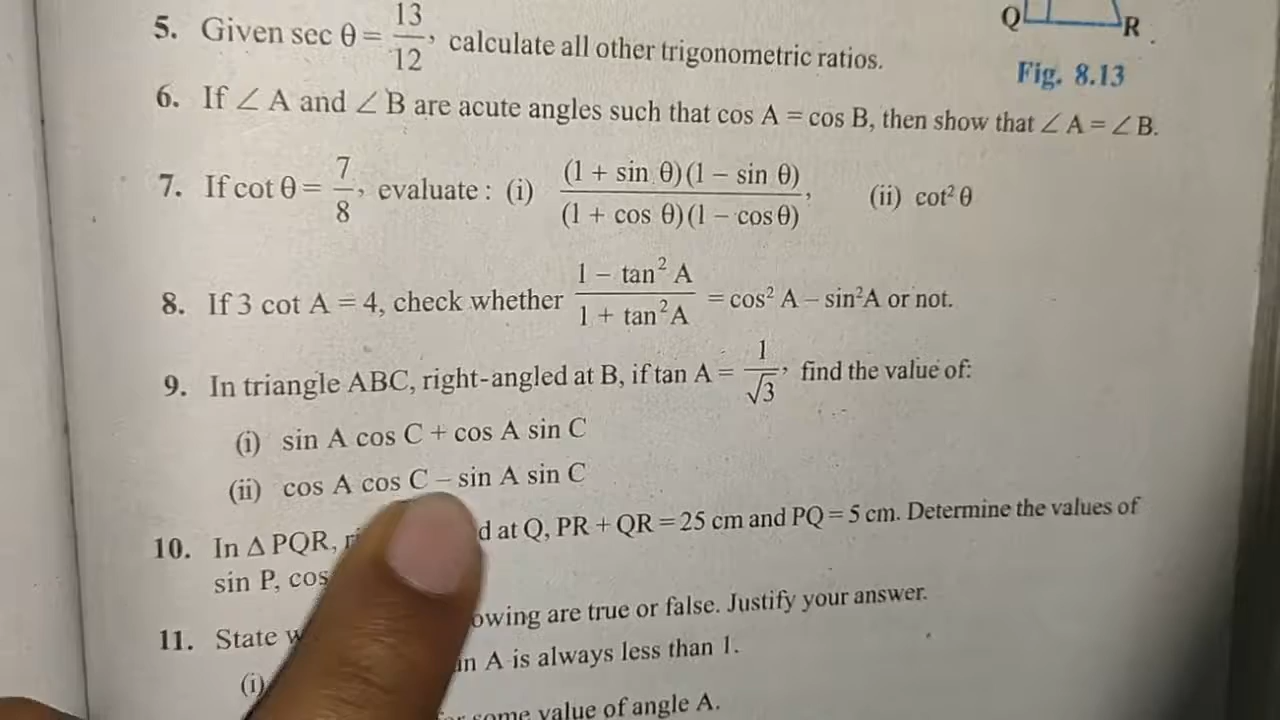 Q R
5. Given sec θ = 13/12, calculate all other trigonometric ratios.
Fig. 8.13
6. If ∠ A and ∠ B are acute angles such that cos A = cos B, then show that ∠ A = ∠ B.
7. If cot θ = 7/8, evaluate : (i) (1 + sin θ)(1 – sin θ)/(1 + cos θ)(1 – cos θ), (ii) cot² θ
8. If 3 cot A = 4, check whether (1 – tan² A)/(1 + tan² A) = cos² A – sin² A or not.
9. In triangle ABC, right-angled at B, if tan A = 1/√3, find the value of:
(i) sin A cos C + cos A sin C
(ii) cos A cos C – sin A sin C
10. In Δ PQR, at Q, PR + QR = 25 cm and PQ = 5 cm. Determine the values of
sin P, cos
11. State are true or false. Justify your answer.
(i) A is always less than 1.
some value of angle A.